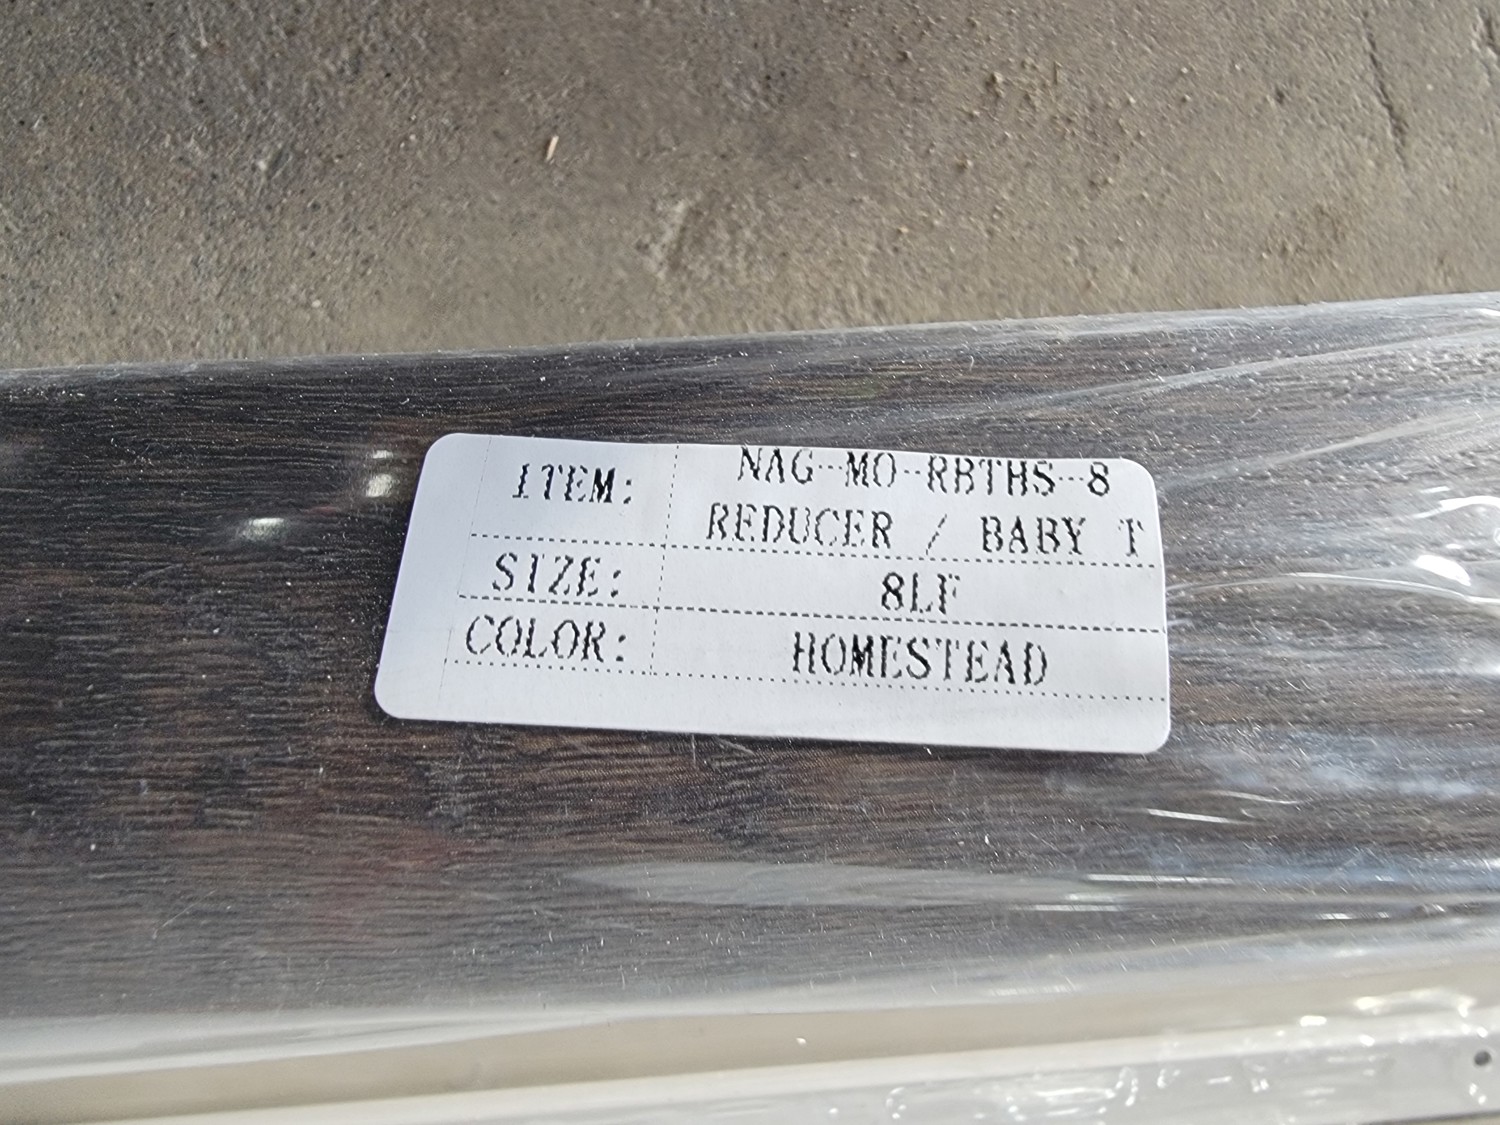 ITEM: NAG-MO-RBTHS-8
REDUCER / BABY T
SIZE: 8LF
COLOR: HOMESTEAD